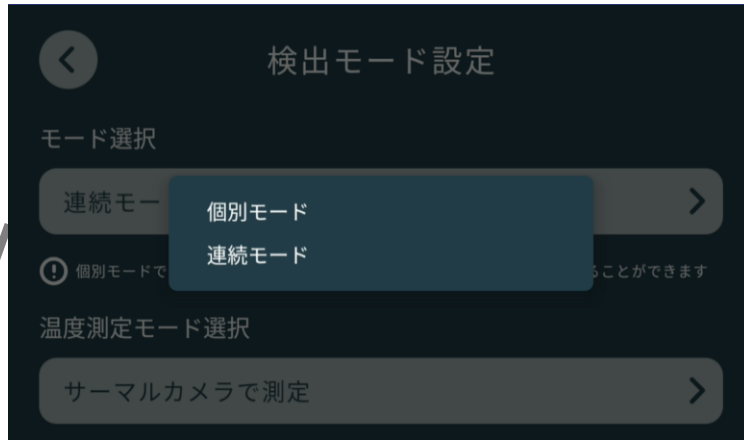 検出モード設定
モード選択
連続モー
個別モード
連続モード
個別モードで
ることができます
温度測定モード選択
サーマルカメラで測定